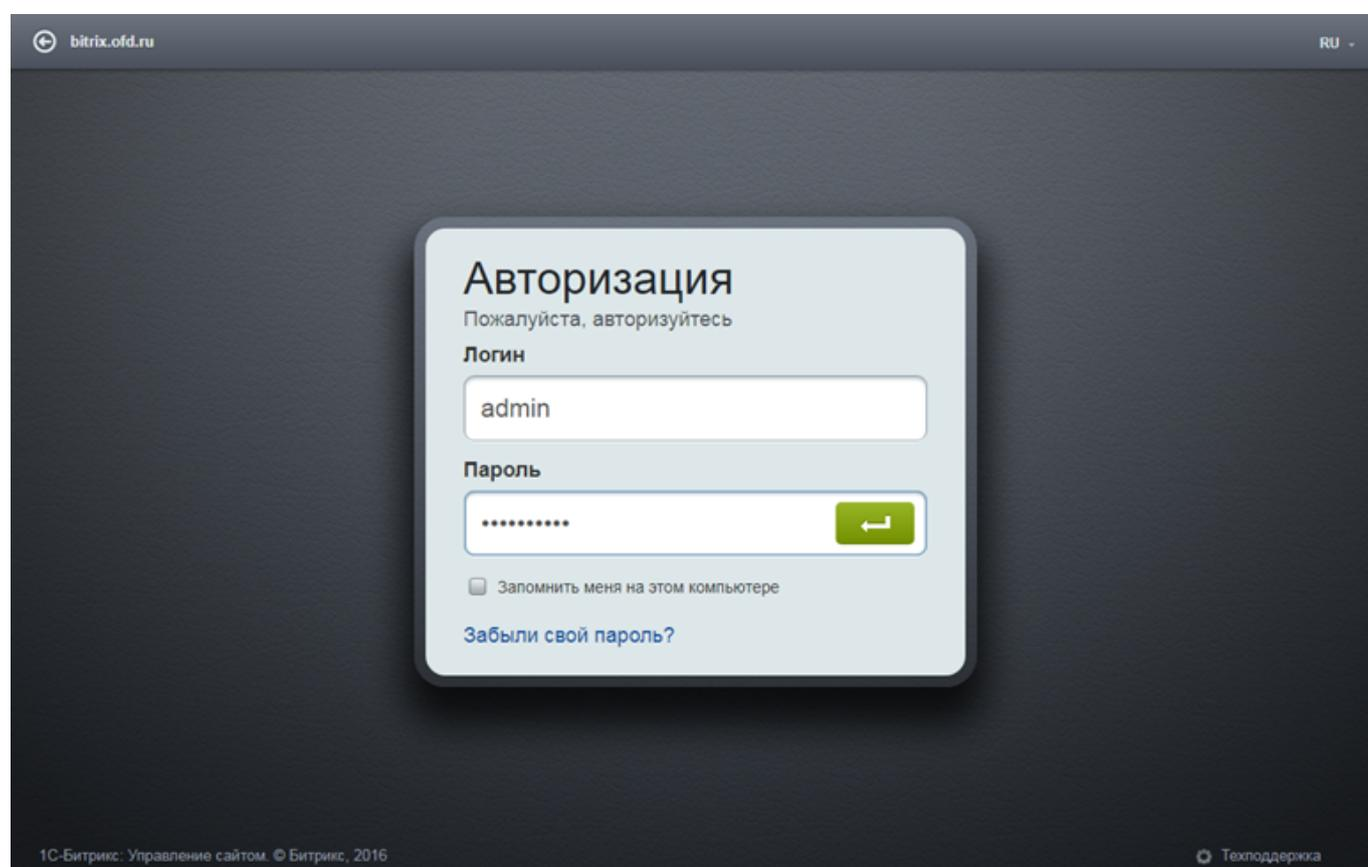 bitrix.ofd.ru
RU
Авторизация
Пожалуйста, авторизуйтесь
Логин
admin
Пароль
••••••••••
Запомнить меня на этом компьютере
Забыли свой пароль?
1С-Битрикс: Управление сайтом. © Битрикс, 2016
Техподдержка